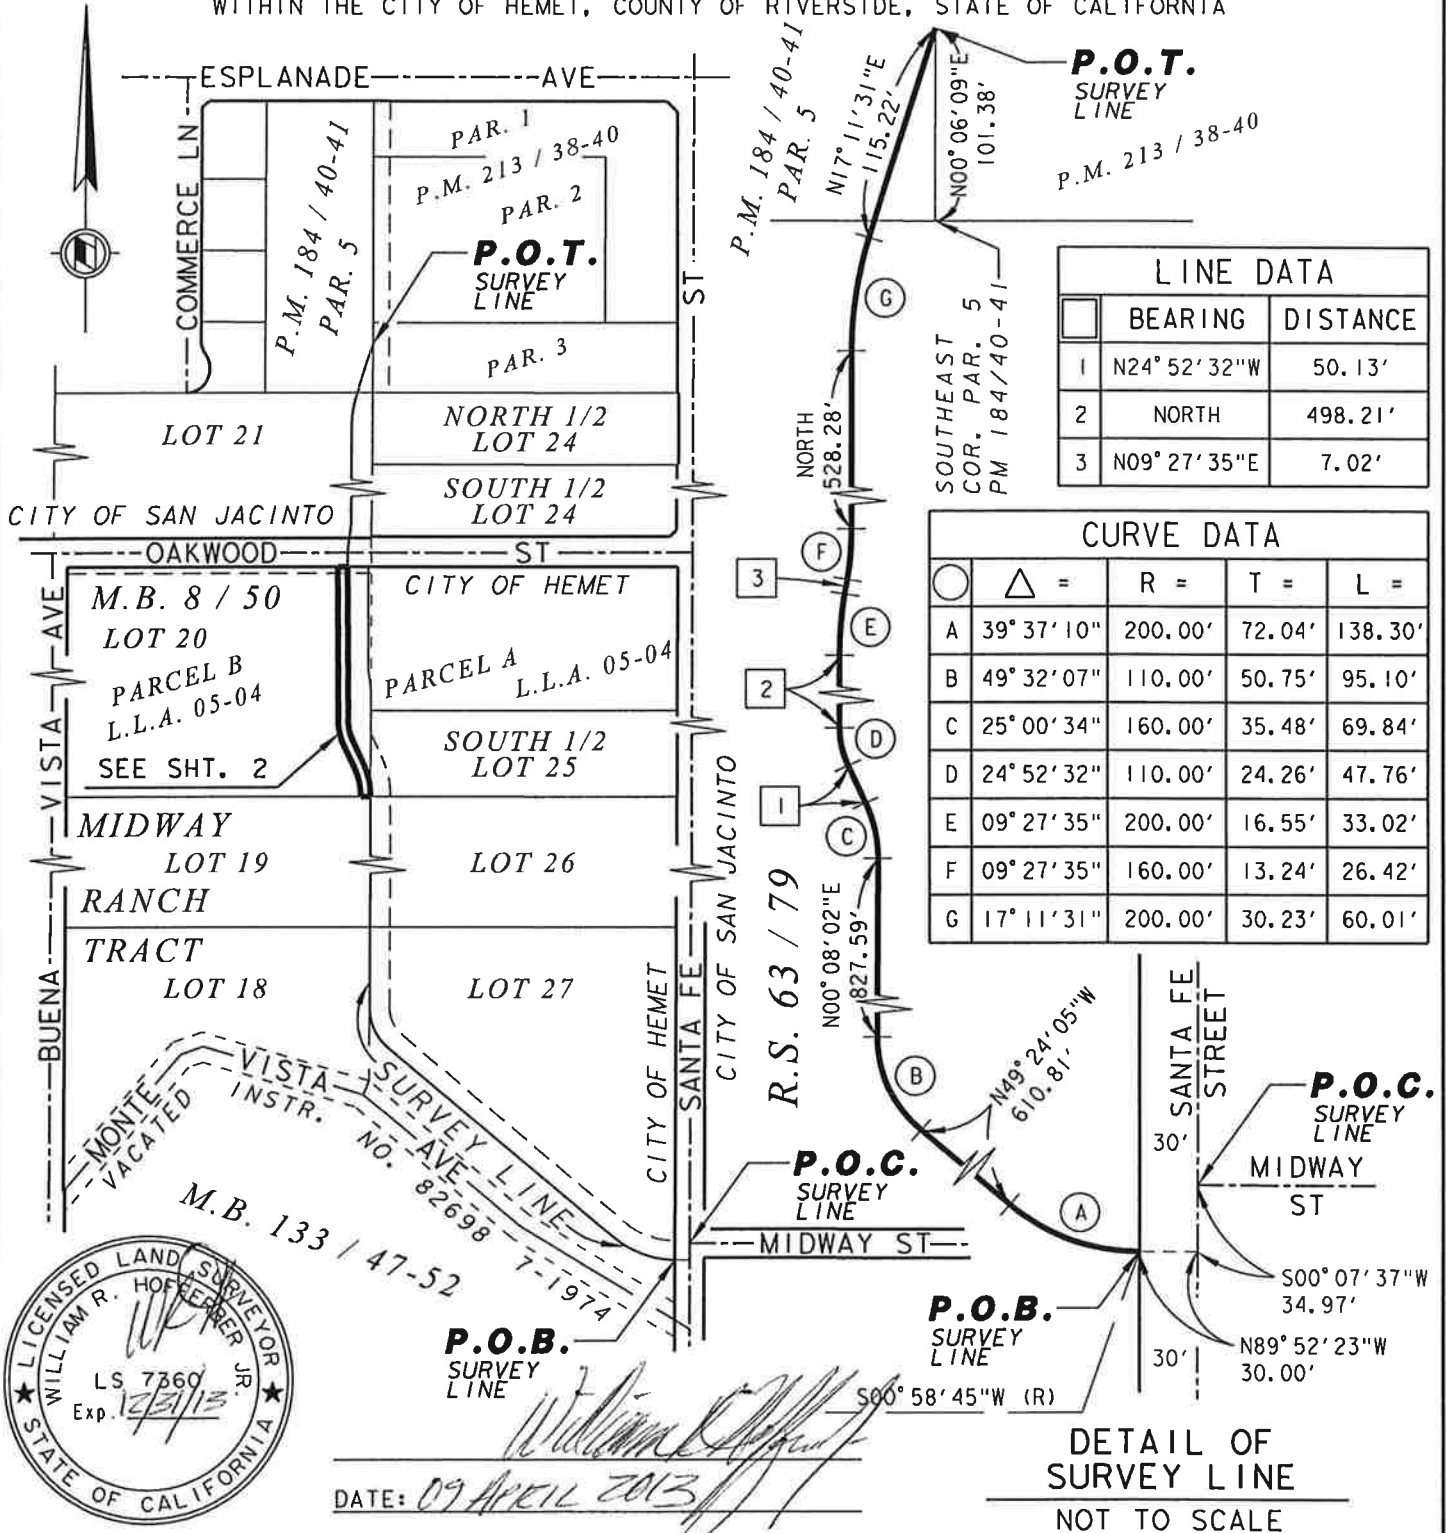 WITHIN THE CITY OF HEMET, COUNTY OF RIVERSIDE, STATE OF CALIFORNIA
ESPLANADE AVE
COMMERCE LN
P.M. 184 / 40-41
PAR. 5
PAR. 1
P.M. 213 / 38-40
PAR. 2
P.O.T.
SURVEY
LINE
PAR. 3
ST
LOT 21
NORTH 1/2
LOT 24
SOUTH 1/2
LOT 24
CITY OF SAN JACINTO
OAKWOOD ST
CITY OF HEMET
M.B. 8 / 50
LOT 20
PARCEL B
L.L.A. 05-04
PARCEL A
L.L.A. 05-04
SOUTH 1/2
LOT 25
SEE SHT. 2
BUENA VISTA AVE
MIDWAY
LOT 19
RANCH
LOT 26
TRACT
LOT 18
LOT 27
CITY OF HEMET
SANTA FE
CITY OF SAN JACINTO
R.S. 63 / 79
MONTE VISTA AVE
VACATED
INSTR. NO. 82698 7-1974
SURVEY LINE
M.B. 133 / 47-52
P.O.C.
SURVEY
LINE
MIDWAY ST
P.O.B.
SURVEY
LINE
P.M. 184 / 40-41
PAR. 5
N17°11'31"E
115.22'
N00°06'09"E
101.38'
P.O.T.
SURVEY
LINE
P.M. 213 / 38-40
SOUTHEAST
COR. PAR. 5
PM 184/40-41
G
NORTH
528.28'
F
3
E
2
D
1
C
N00°08'02"E
827.59'
B
N49°24'05"W
610.81'
A
LINE DATA
BEARING DISTANCE
1 N24°52'32"W 50.13'
2 NORTH 498.21'
3 N09°27'35"E 7.02'
CURVE DATA
△ = R = T = L =
A 39°37'10" 200.00' 72.04' 138.30'
B 49°32'07" 110.00' 50.75' 95.10'
C 25°00'34" 160.00' 35.48' 69.84'
D 24°52'32" 110.00' 24.26' 47.76'
E 09°27'35" 200.00' 16.55' 33.02'
F 09°27'35" 160.00' 13.24' 26.42'
G 17°11'31" 200.00' 30.23' 60.01'
SANTA FE
STREET
30'
P.O.C.
SURVEY
LINE
MIDWAY
ST
S00°07'37"W
34.97'
N89°52'23"W
30.00'
30'
P.O.B.
SURVEY
LINE
S00°58'45"W (R)
DETAIL OF
SURVEY LINE
NOT TO SCALE
LICENSED LAND SURVEYOR
WILLIAM R. HOFFERBER JR.
LS 7360
Exp. 12/31/13
STATE OF CALIFORNIA
DATE: 09 APRIL 2013